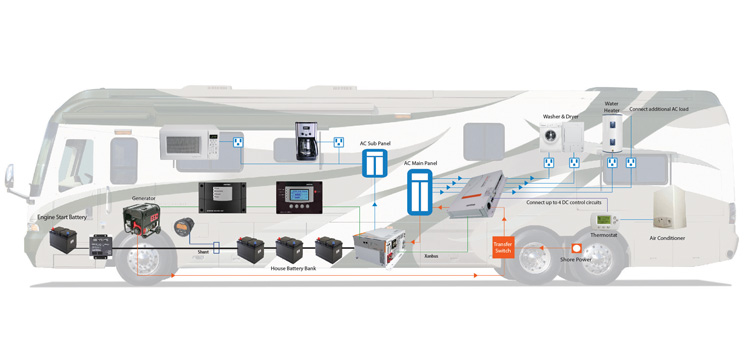 Water
Heater
Connect additional AC load
Washer & Dryer
AC Sub Panel
AC Main Panel
Generator
Engine Start Battery
Connect up to 4 DC control circuits
Thermostat
Air Conditioner
Shunt
Transfer
Switch
Xanbus
Shore Power
House Battery Bank